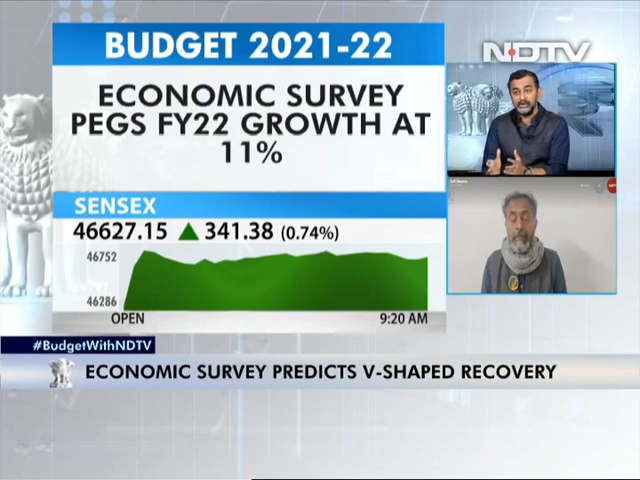 BUDGET 2021-22
NDTV
ECONOMIC SURVEY
PEGS FY22 GROWTH AT
11%
SENSEX
46627.15 ▲ 341.38 (0.74%)
46752
46286
OPEN 9:20 AM
#BudgetWithNDTV
ECONOMIC SURVEY PREDICTS V-SHAPED RECOVERY